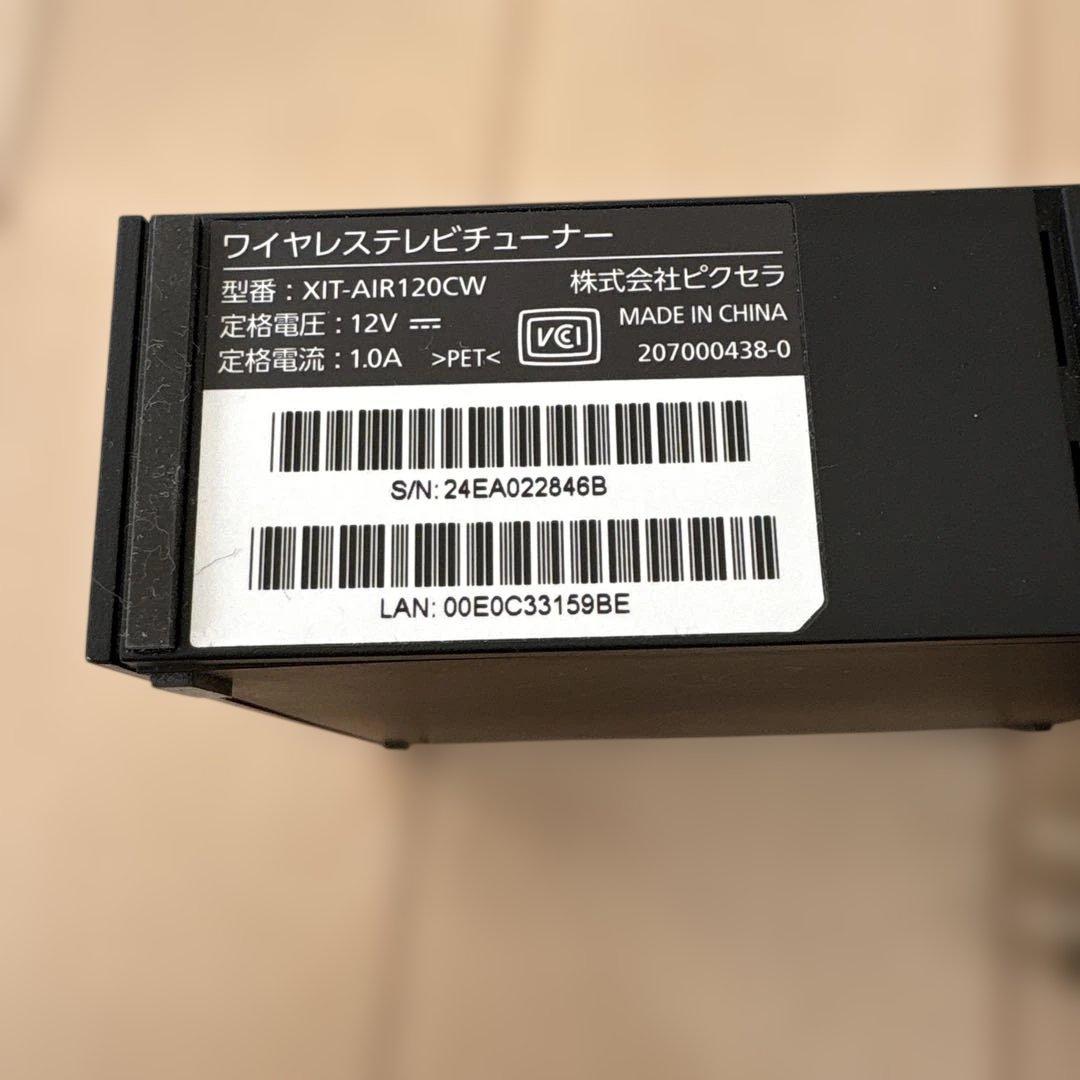 ワイヤレステレビチューナー
型番 : XIT-AIR120CW
株式会社ピクセラ
定格電圧 : 12V ⎓
MADE IN CHINA
定格電流 : 1.0A >PET<
VCCI
207000438-0
S/N: 24EA022846B
LAN: 00E0C33159BE